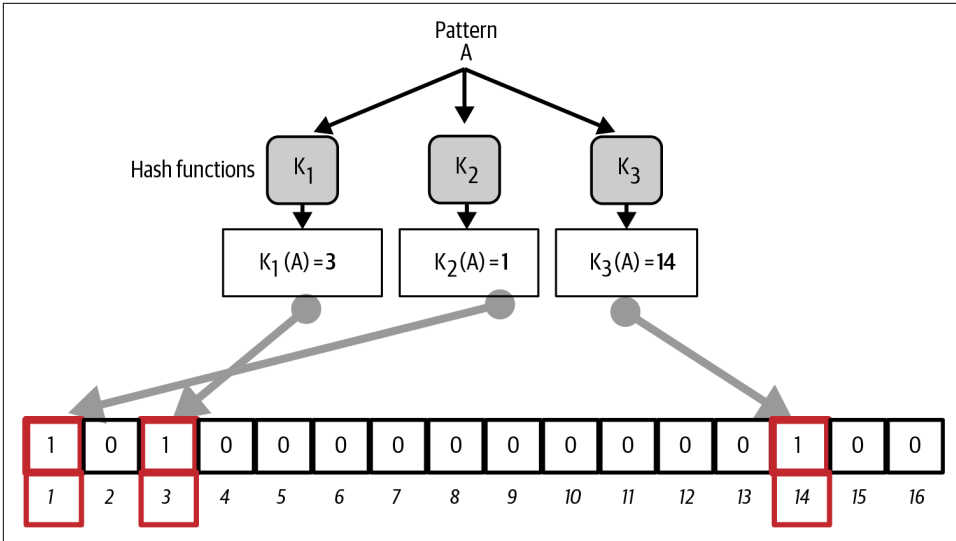 Pattern
A
Hash functions K1 K2 K3
K1 (A) = 3 K2 (A) = 1 K3 (A) = 14
1 0 1 0 0 0 0 0 0 0 0 0 0 1 0 0
1 2 3 4 5 6 7 8 9 10 11 12 13 14 15 16